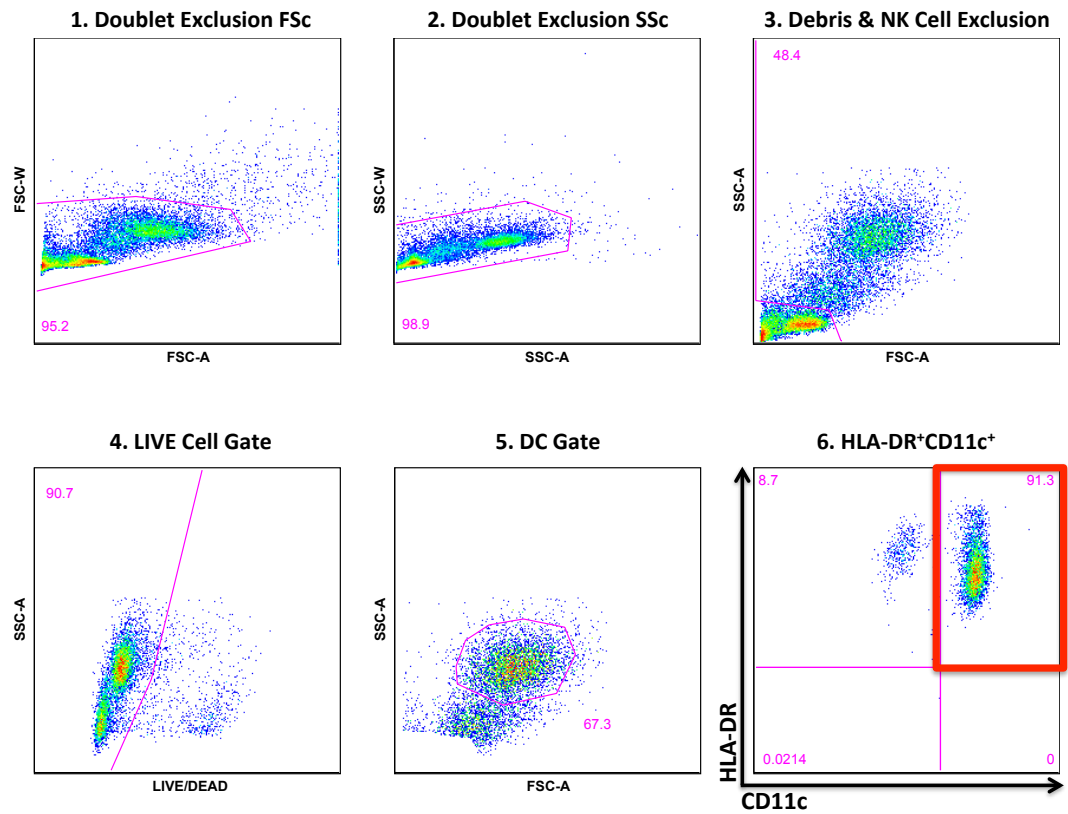 1. Doublet Exclusion FSc
FSC-W
95.2
FSC-A
2. Doublet Exclusion SSc
SSC-W
98.9
SSC-A
3. Debris & NK Cell Exclusion
48.4
SSC-A
FSC-A
4. LIVE Cell Gate
90.7
SSC-A
LIVE/DEAD
5. DC Gate
SSC-A
67.3
FSC-A
6. HLA-DR⁺CD11c⁺
8.7
91.3
HLA-DR
0.0214
0
CD11c